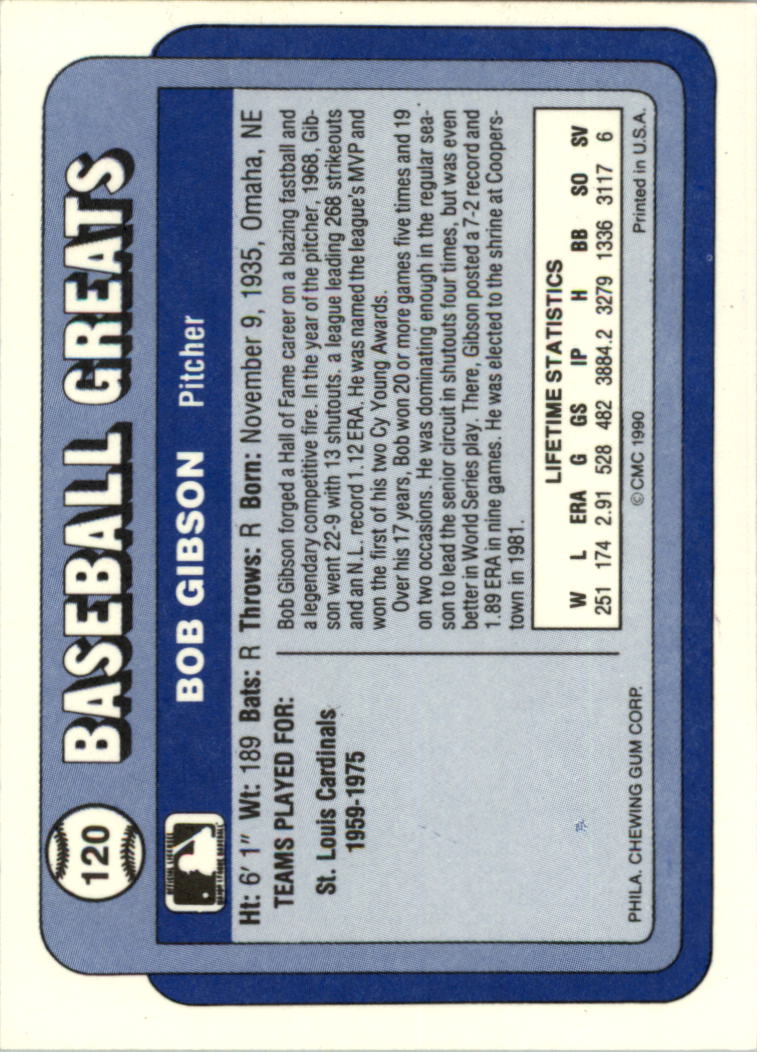 120
BASEBALL GREATS
BOB GIBSON Pitcher
Ht: 6' 1" Wt: 189 Bats: R Throws: R Born: November 9, 1935, Omaha, NE
TEAMS PLAYED FOR:
St. Louis Cardinals
1959-1975
Bob Gibson forged a Hall of Fame career on a blazing fastball and
a legendary competitive fire. In the year of the pitcher, 1968, Gib-
son went 22-9 with 13 shutouts. a league leading 268 strikeouts
and an N.L. record 1.12 ERA. He was named the league's MVP and
won the first of his two Cy Young Awards.
Over his 17 years, Bob won 20 or more games five times and 19
on two occasions. He was dominating enough in the regular sea-
son to lead the senior circuit in shutouts four times, but was even
better in World Series play. There, Gibson posted a 7-2 record and
1.89 ERA in nine games. He was elected to the shrine at Coopers-
town in 1981.
LIFETIME STATISTICS
W L ERA G GS IP H BB SO SV
251 174 2.91 528 482 3884.2 3279 1336 3117 6
PHILA. CHEWING GUM CORP. © CMC 1990 Printed in U.S.A.